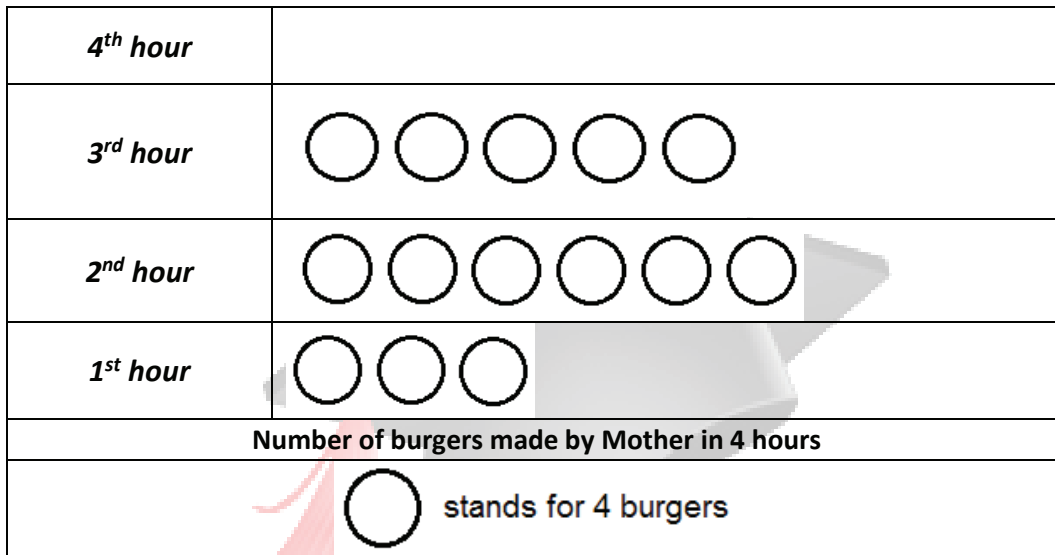 4th hour
3rd hour
2nd hour
1st hour
Number of burgers made by Mother in 4 hours
stands for 4 burgers